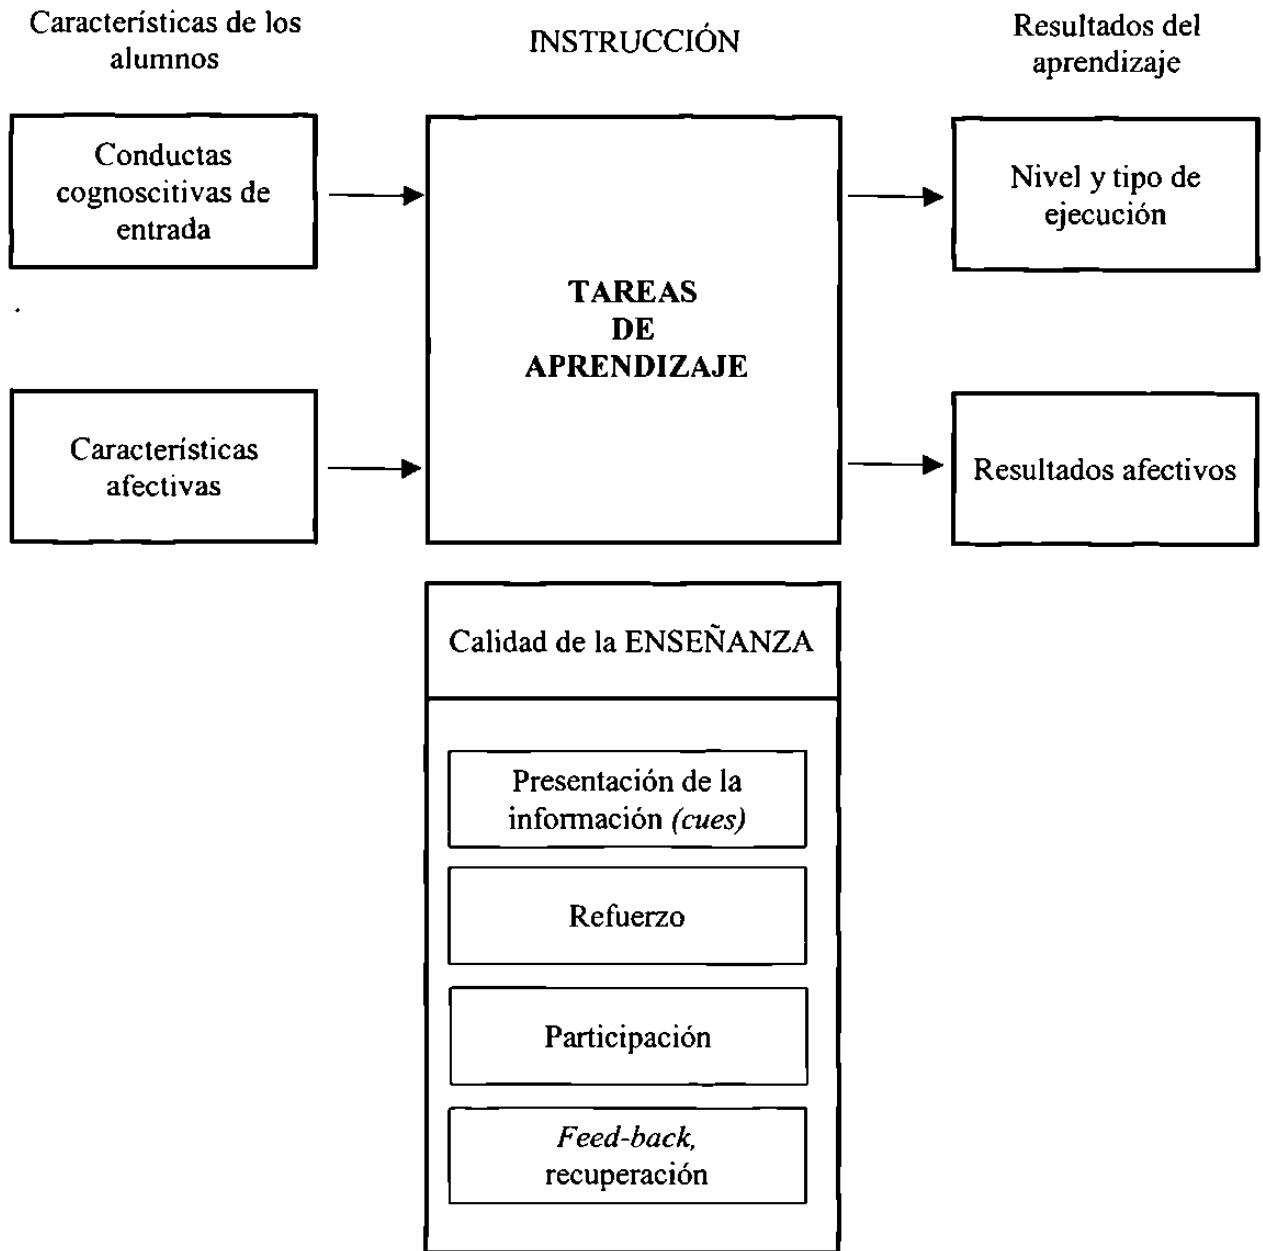 Características de los
alumnos
INSTRUCCIÓN
Resultados del
aprendizaje
Conductas
cognoscitivas de
entrada
Nivel y tipo de
ejecución
TAREAS
DE
APRENDIZAJE
Características
afectivas
Resultados afectivos
Calidad de la ENSEÑANZA
Presentación de la
información (cues)
Refuerzo
Participación
Feed-back,
recuperación